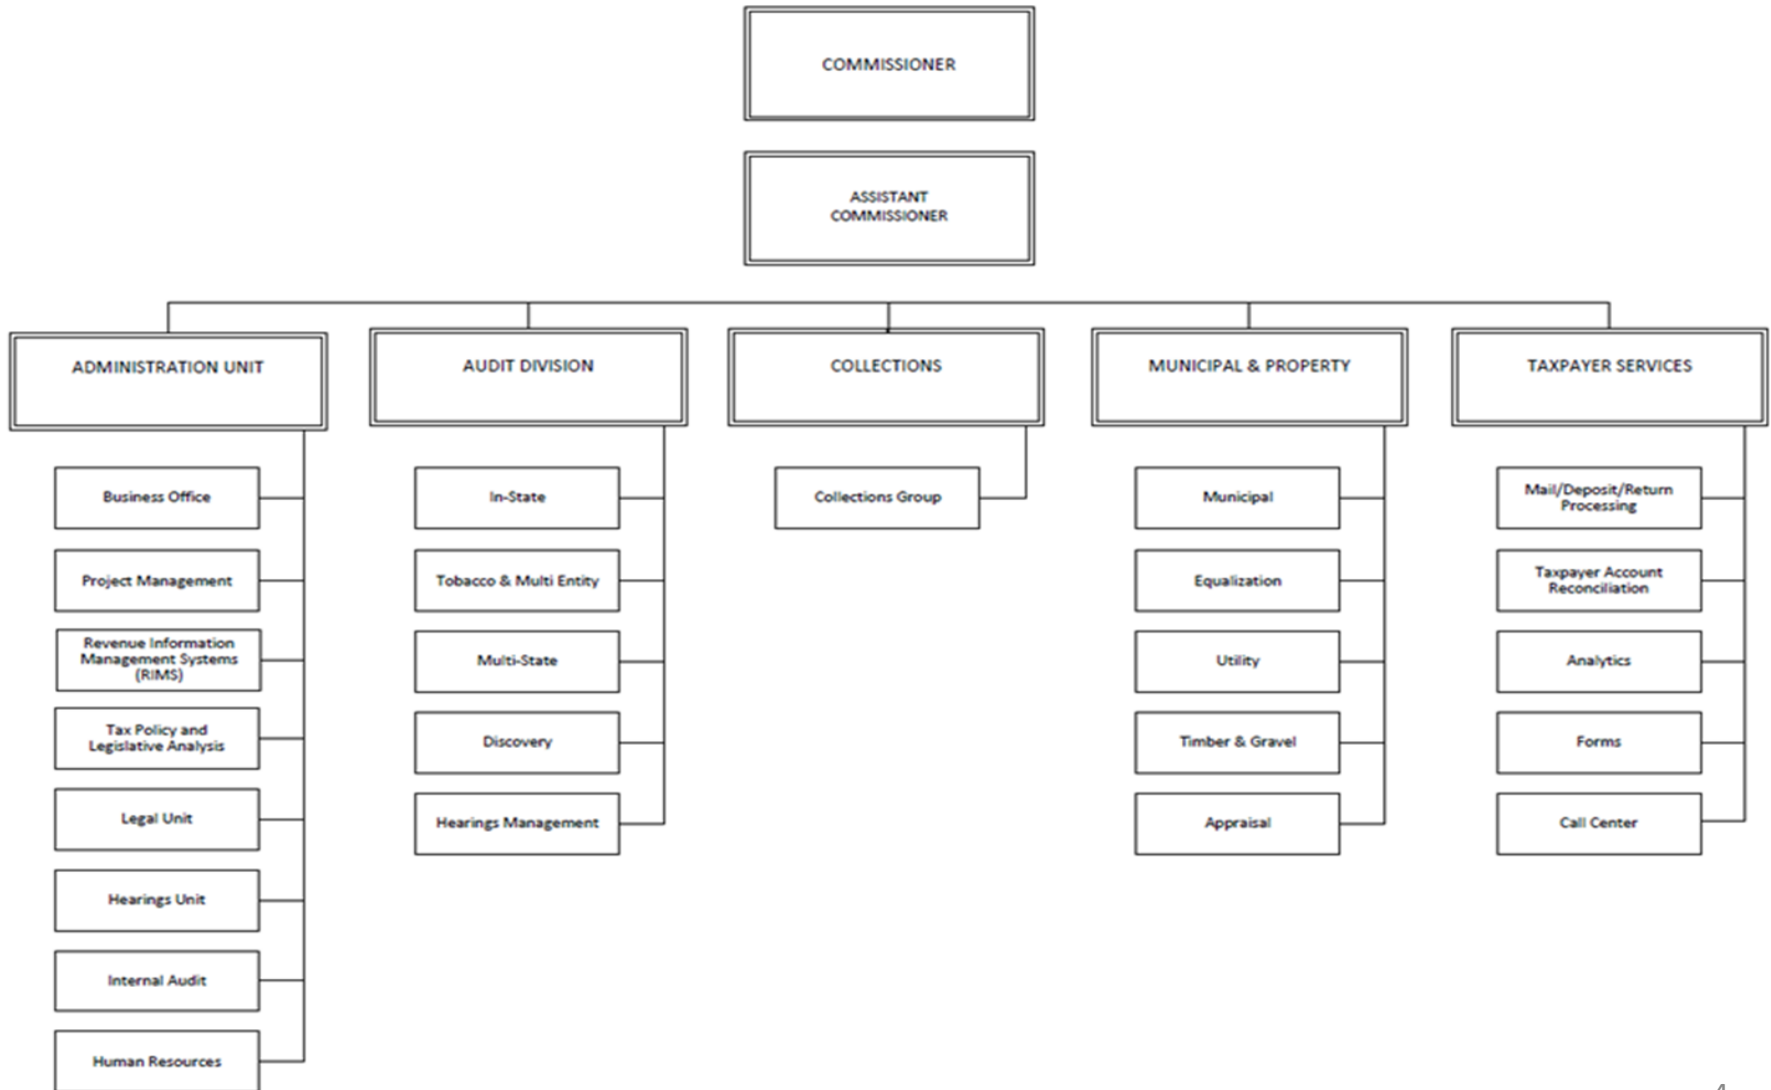 COMMISSIONER
ASSISTANT
COMMISSIONER
ADMINISTRATION UNIT
AUDIT DIVISION
COLLECTIONS
MUNICIPAL & PROPERTY
TAXPAYER SERVICES
Business Office
Project Management
Revenue Information
Management Systems
(RIMS)
Tax Policy and
Legislative Analysis
Legal Unit
Hearings Unit
Internal Audit
Human Resources
In-State
Tobacco & Multi Entity
Multi-State
Discovery
Hearings Management
Collections Group
Municipal
Equalization
Utility
Timber & Gravel
Appraisal
Mail/Deposit/Return
Processing
Taxpayer Account
Reconciliation
Analytics
Forms
Call Center